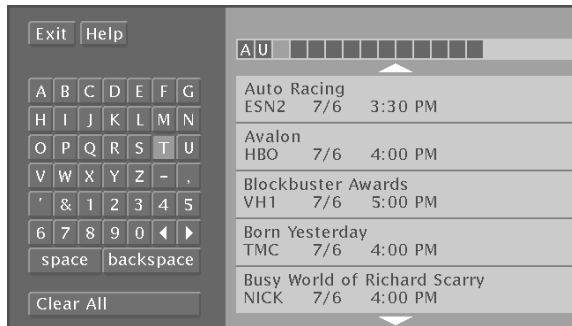 Exit Help
A U
A B C D E F G
H I J K L M N
O P Q R S T U
V W X Y Z - ,
' & 1 2 3 4 5
6 7 8 9 0
space backspace
Clear All
Auto Racing
ESN2 7/6 3:30 PM
Avalon
HBO 7/6 4:00 PM
Blockbuster Awards
VH1 7/6 5:00 PM
Born Yesterday
TMC 7/6 4:00 PM
Busy World of Richard Scarry
NICK 7/6 4:00 PM